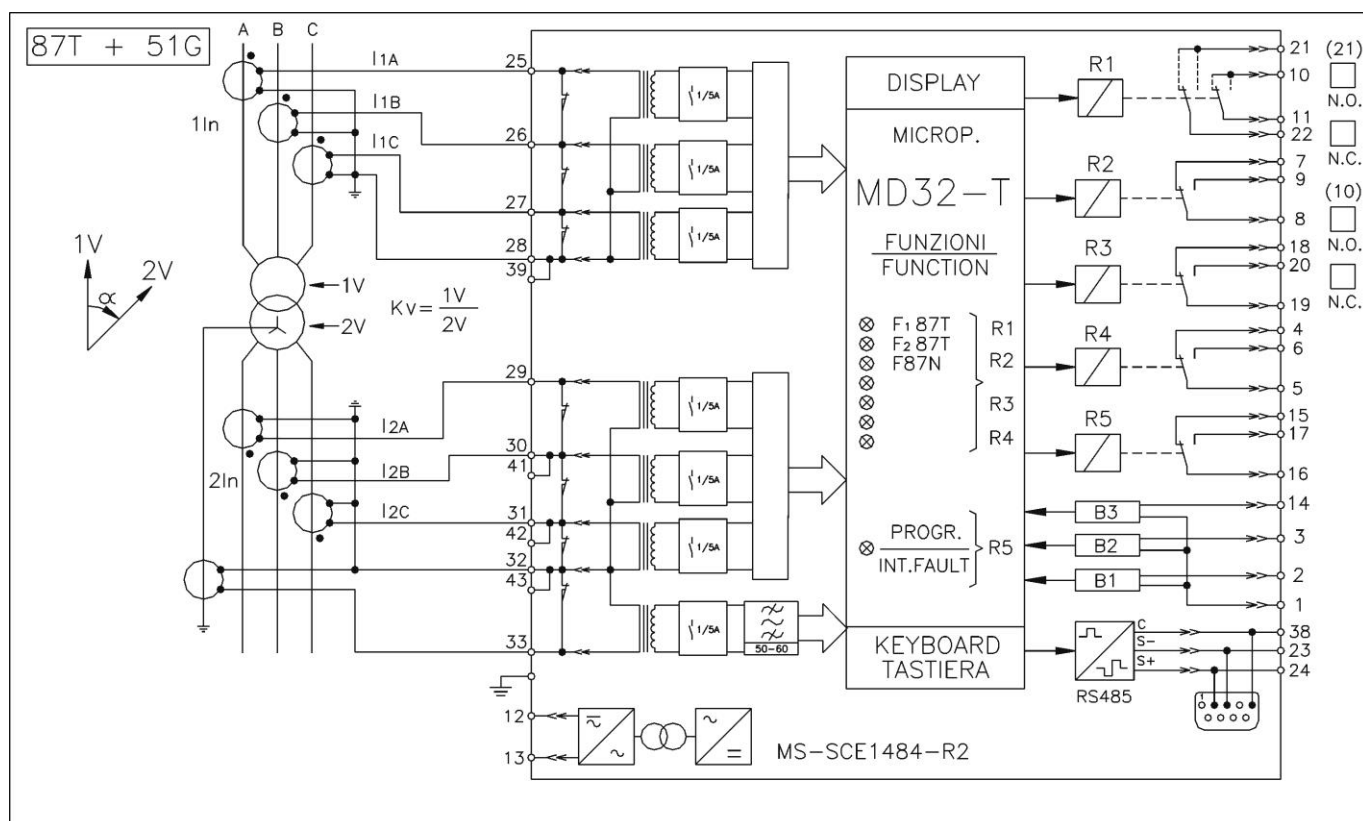 87T + 51G
A B C
1In
I1A
I1B
I1C
1V
2V
α
1V
2V
Kv= 1V
2V
I2A
I2B
I2C
2In
25
26
27
28
39
29
30
41
31
42
32
43
33
12
13
1/5A
1/5A
1/5A
1/5A
1/5A
1/5A
1/5A
50-60
DISPLAY
MICROP.
MD32-T
FUNZIONI
FUNCTION
F1 87T
F2 87T
F87N
R1
R2
R3
R4
PROGR.
INT.FAULT
R5
KEYBOARD
TASTIERA
MS-SCE1484-R2
R1
R2
R3
R4
R5
B3
B2
B1
C
S-
S+
RS485
1
21
10
11
22
7
9
8
18
20
19
4
6
5
15
17
16
14
3
2
1
38
23
24
(21)
N.O.
N.C.
(10)
N.O.
N.C.